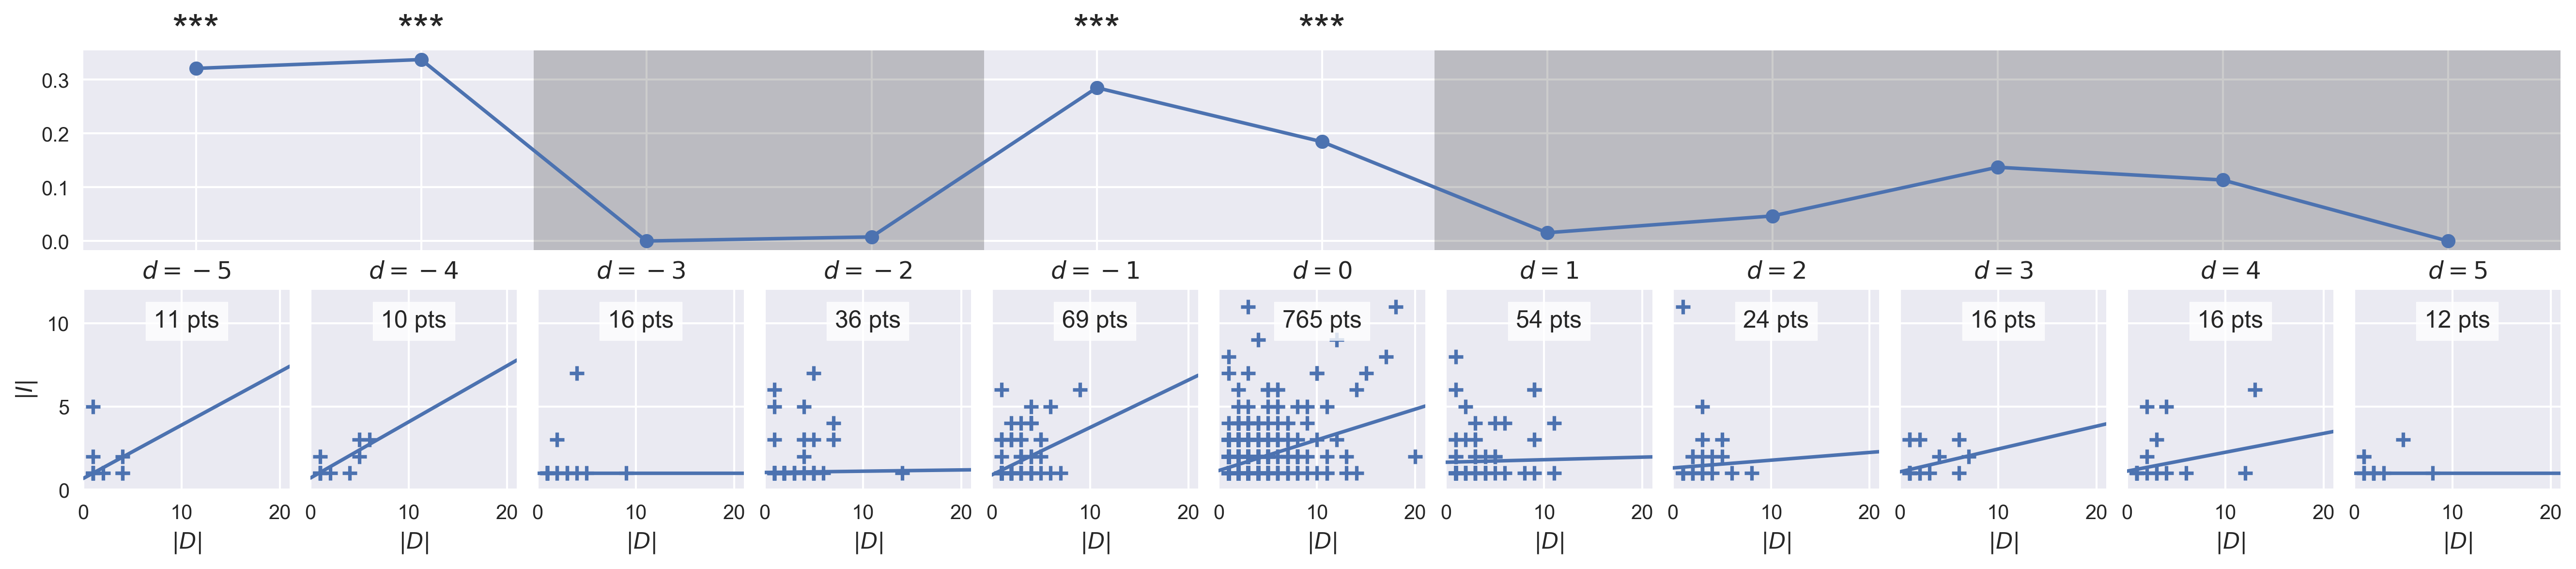 *** *** *** ***
0.3
0.2
0.1
0.0
d = −5 d = −4 d = −3 d = −2 d = −1 d = 0 d = 1 d = 2 d = 3 d = 4 d = 5
11 pts 10 pts 16 pts 36 pts 69 pts 765 pts 54 pts 24 pts 16 pts 16 pts 12 pts
10
5
0
|I|
0 10 20 0 10 20 0 10 20 0 10 20 0 10 20 0 10 20 0 10 20 0 10 20 0 10 20 0 10 20 0 10 20
|D| |D| |D| |D| |D| |D| |D| |D| |D| |D| |D|